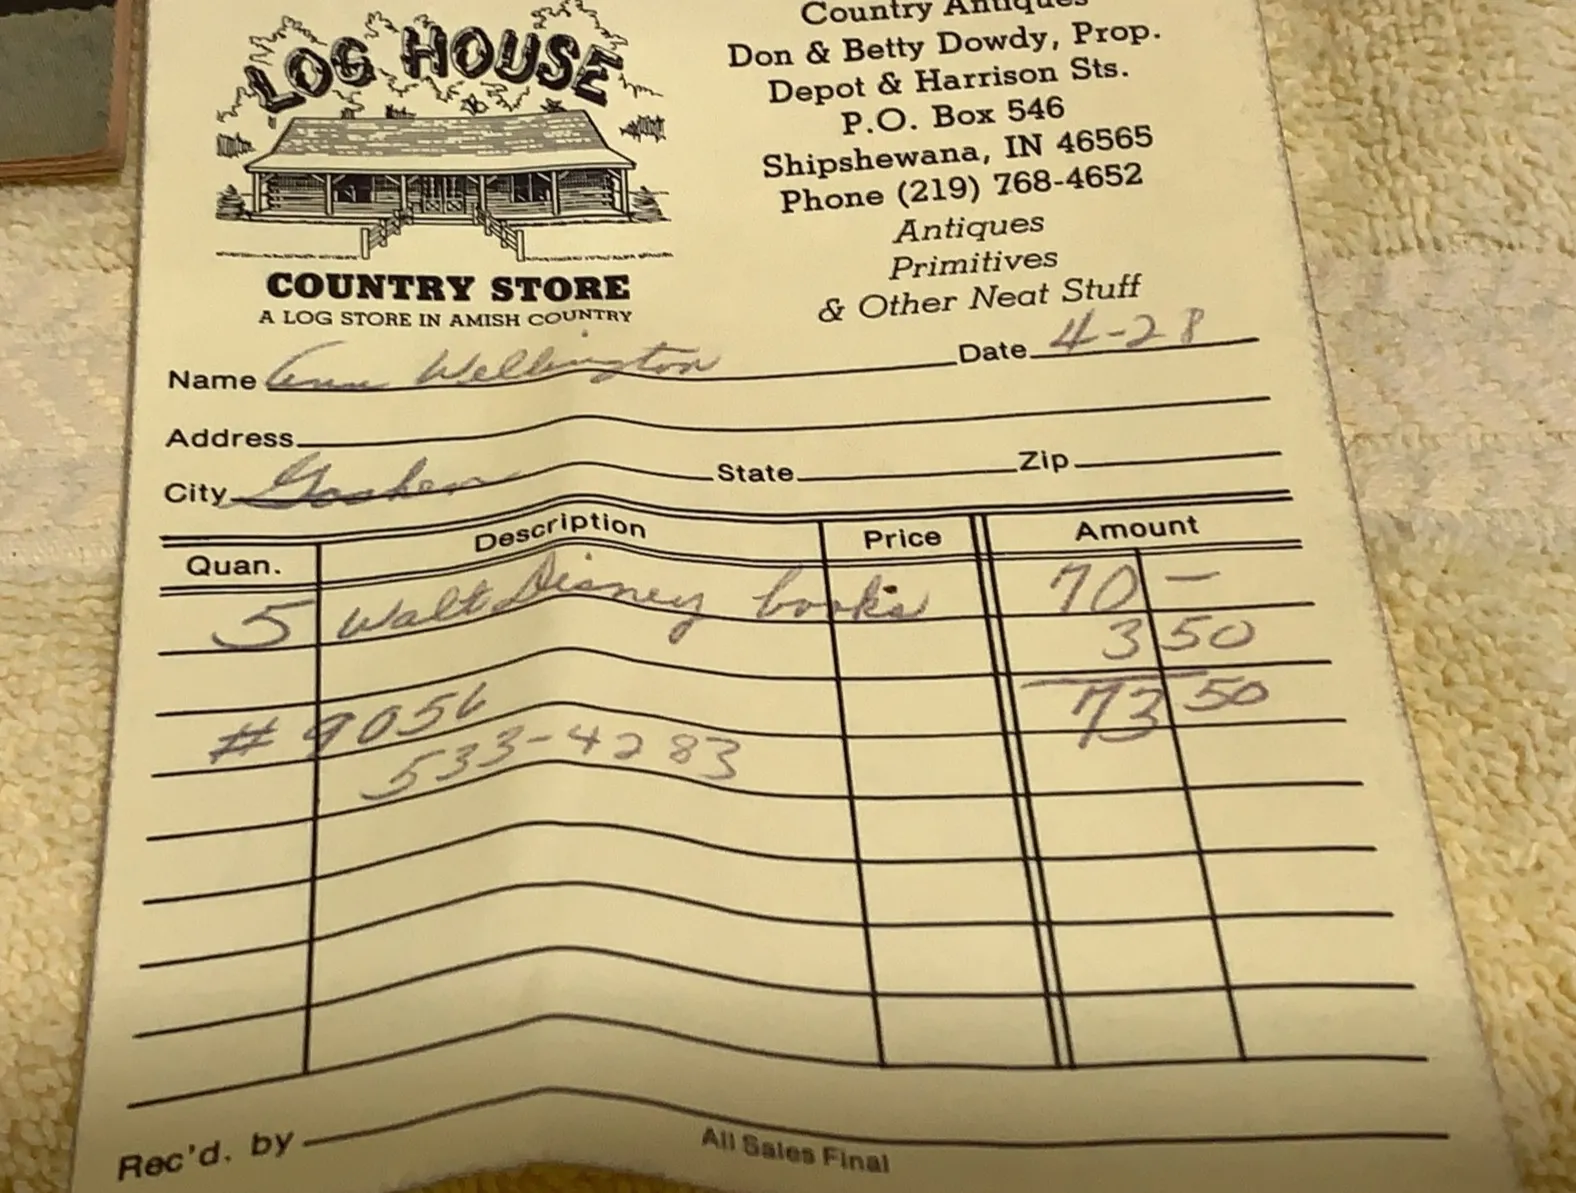 LOG HOUSE
COUNTRY STORE
A LOG STORE IN AMISH COUNTRY
Country Antiques
Don & Betty Dowdy, Prop.
Depot & Harrison Sts.
P.O. Box 546
Shipshewana, IN 46565
Phone (219) 768-4652
Antiques
Primitives
& Other Neat Stuff
Name Ann Wellington Date 4-28
Address
City Goshen State Zip
Quan. Description Price Amount
5 Walt Disney books 70 —
3 50
73 50
# 9056
533-4283
Rec'd. by
All Sales Final